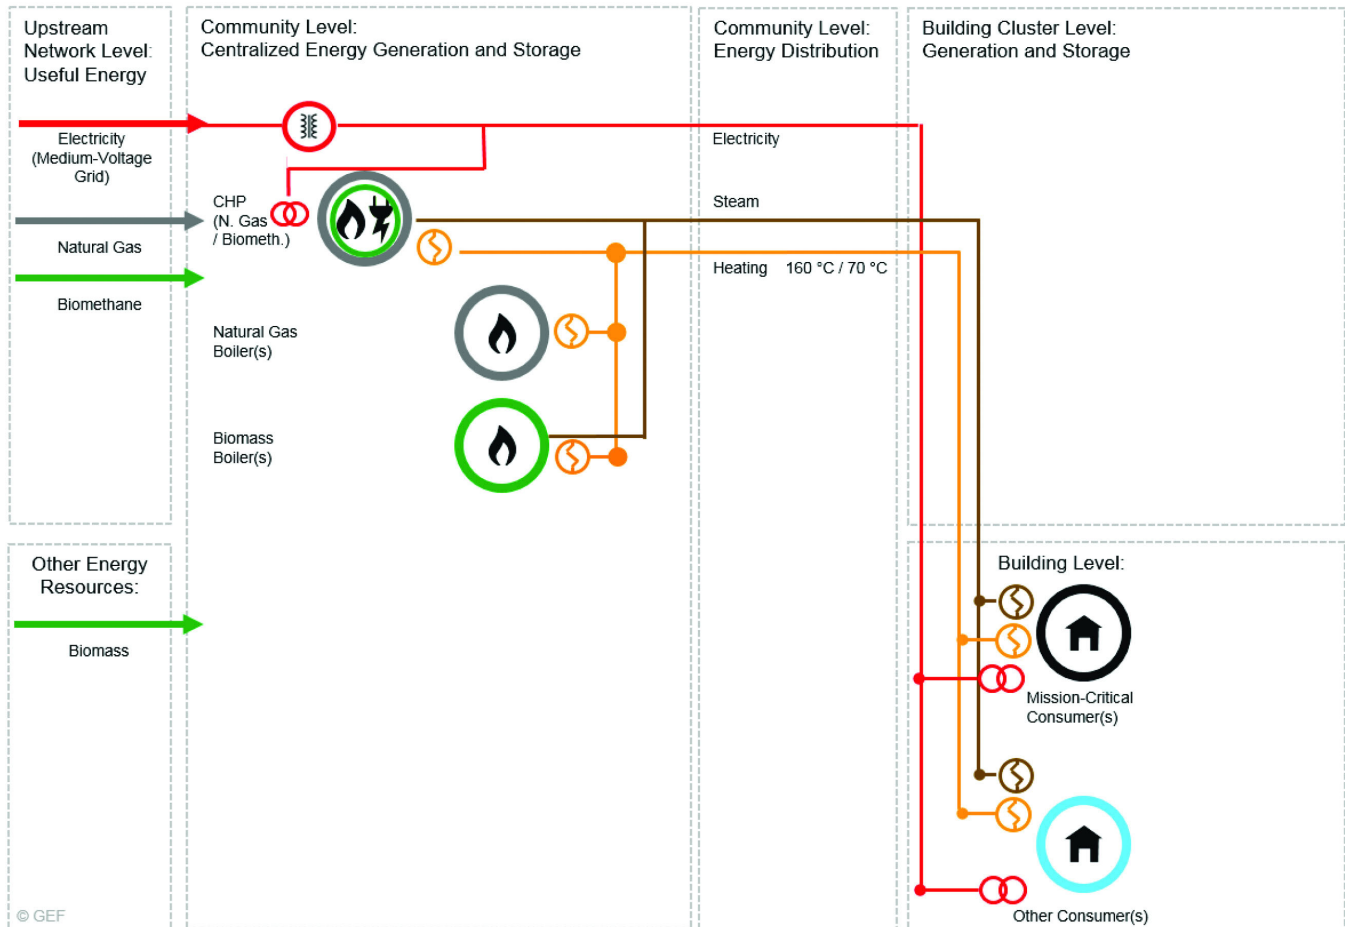 Upstream
Network Level:
Useful Energy
Community Level:
Centralized Energy Generation and Storage
Community Level:
Energy Distribution
Building Cluster Level:
Generation and Storage
Electricity
(Medium-Voltage
Grid)
Electricity
CHP
(N. Gas
/ Biometh.)
Steam
Natural Gas
Heating 160 °C / 70 °C
Biomethane
Natural Gas
Boiler(s)
Biomass
Boiler(s)
Other Energy
Resources:
Biomass
Building Level:
Mission-Critical
Consumer(s)
Other Consumer(s)
© GEF